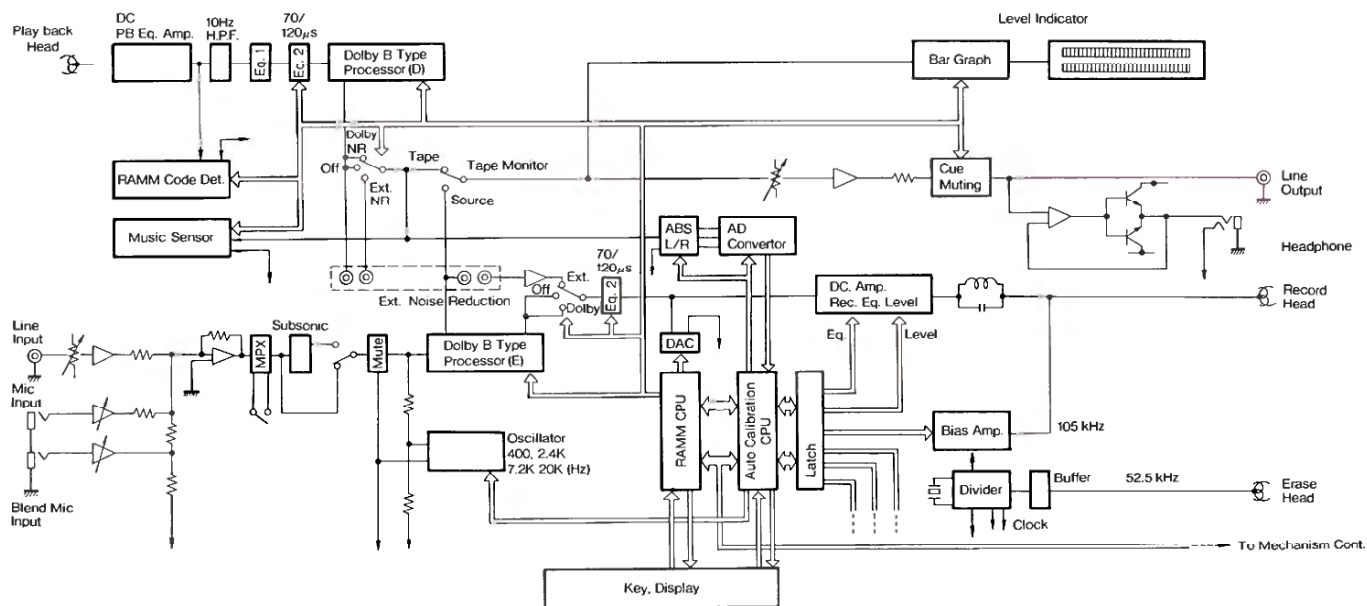 DC
PB Eq. Amp.
Play back
Head
10Hz
H.P.F.
Eq. 1
70/
120μs
Ec. 2
Dolby B Type
Processor (D)
Level Indicator
Bar Graph
RAMM Code Det.
Music Sensor
Dolby
NR
Off
Ext.
NR
Tape
Source
Tape Monitor
Cue
Muting
Line
Output
Headphone
ABS
L/R
AD
Convertor
Ext. Noise Reduction
Ext.
Off
Dolby
70/
120μs
Eq. 2
DC. Amp.
Rec. Eq. Level
Record
Head
Line
Input
Mic
Input
Blend Mic
Input
MPX
Subsonic
Mute
Dolby B Type
Processor (E)
DAC
Eq.
Level
Oscillator
400, 2.4K
7.2K 20K (Hz)
RAMM CPU
Auto Calibration
CPU
Latch
Bias Amp.
105 kHz
Divider
Buffer
52.5 kHz
Erase
Head
Clock
To Mechanism Cont.
Key, Display